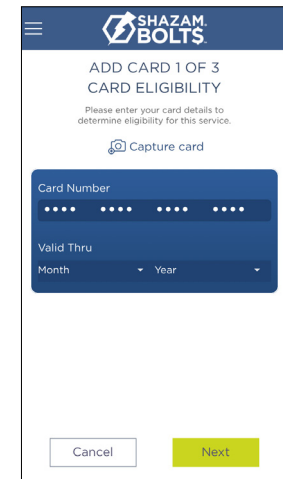 SHAZAM.
BOLT$.
ADD CARD 1 OF 3
CARD ELIGIBILITY
Please enter your card details to
determine eligibility for this service.
Capture card
Card Number
•••• •••• •••• ••••
Valid Thru
Month Year
Cancel Next